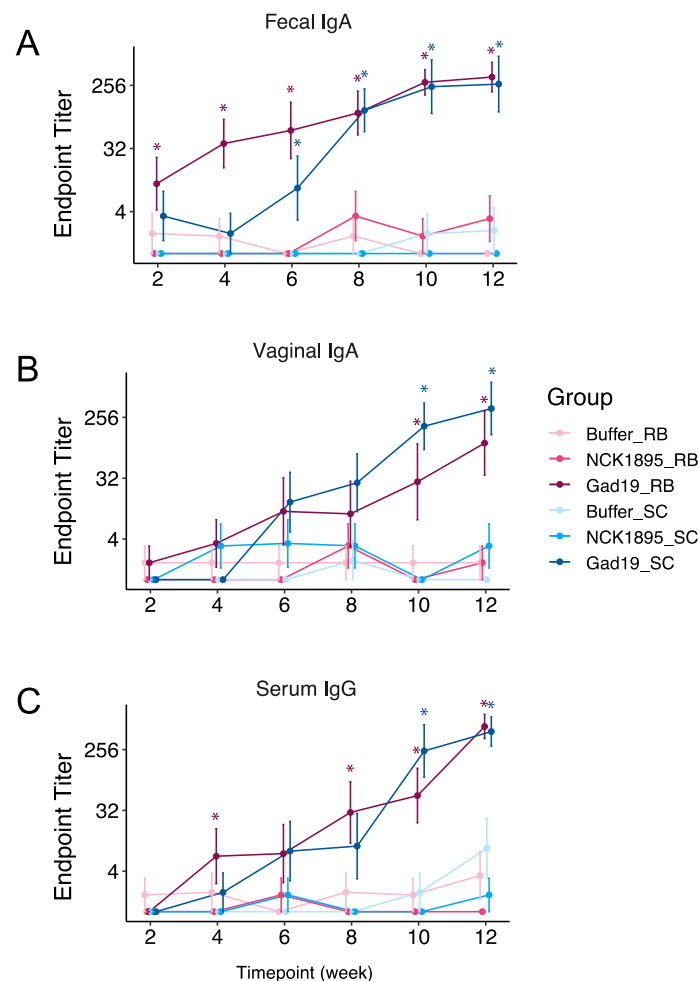 A
Fecal IgA
* * * * * * * * *
256
32
4
Endpoint Titer
2 4 6 8 10 12
B
Vaginal IgA
* * * *
256
32
4
Endpoint Titer
2 4 6 8 10 12
Group
Buffer_RB
NCK1895_RB
Gad19_RB
Buffer_SC
NCK1895_SC
Gad19_SC
C
Serum IgG
* * * * * *
256
32
4
Endpoint Titer
2 4 6 8 10 12
Timepoint (week)